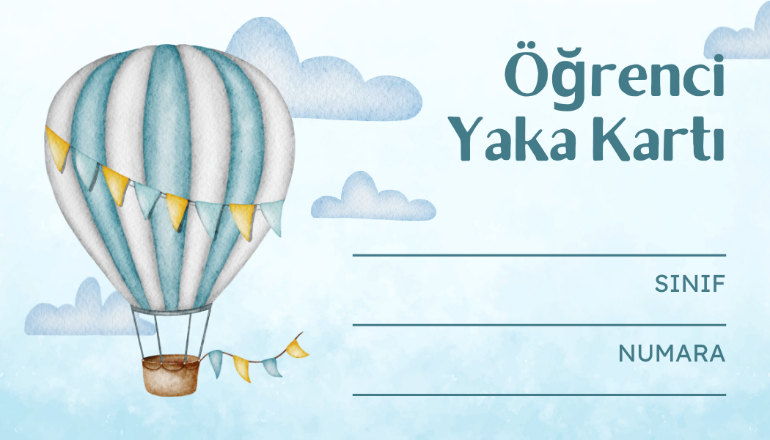 Öğrenci
Yaka Kartı
SINIF
NUMARA